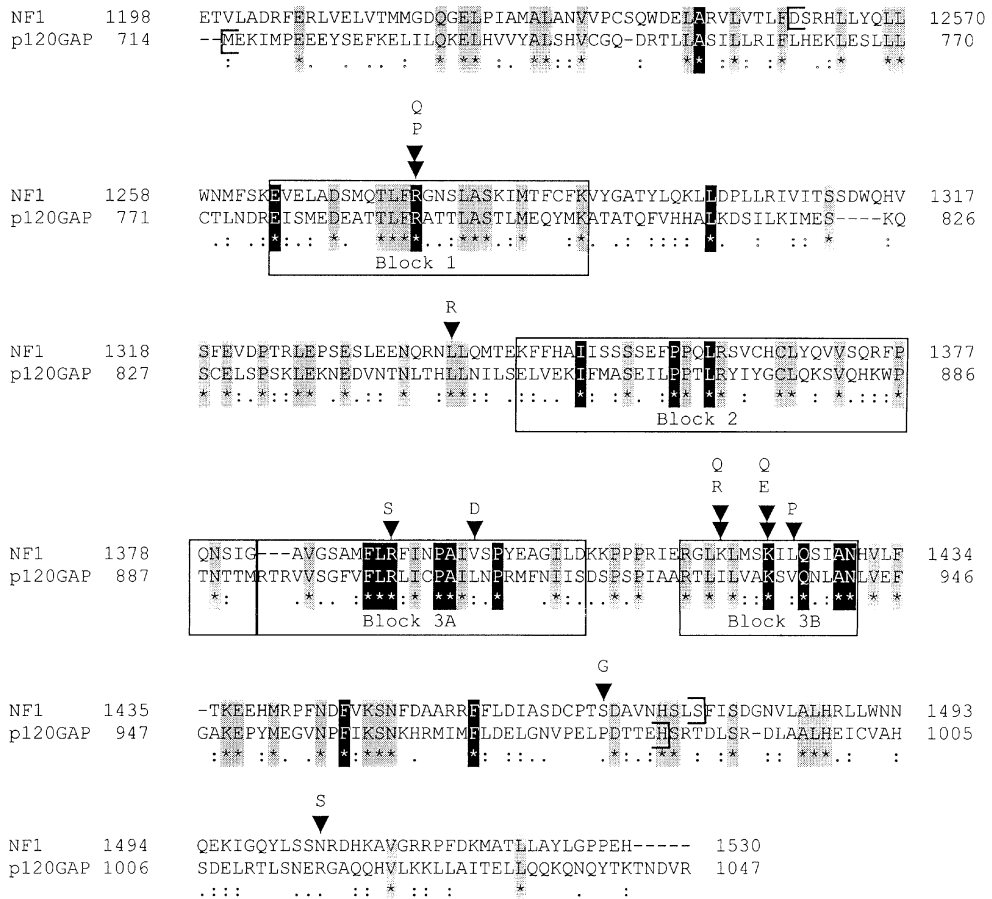 NF1 1198 ETVLADRFERLVELVTMMGDQGELPIAMALANVVPCSQWDELARVLVTLFDSRHLLYQLL 12570
p120GAP 714 --MEKIMPEEEYSEFKELILQKELHVVYALSHVCGQ-DRTLLASILLRIFLHEKLESLLL 770
Q
P
NF1 1258 WNMFSKEVELADSMQTLFRGNSLASKIMTFCFKVYGATYLQKLLDPLLRIVITSSDWQHV 1317
p120GAP 771 CTLNDREISMEDEATTLFRATTLASTLMEQYMKATATQFVHHALKDSILKIMES----KQ 826
Block 1
R
NF1 1318 SFEVDPTRLEPSESLEENQRNLLQMTEKFFHAIISSSSEFPPQLRSVCHCLYQVVSQRFP 1377
p120GAP 827 SCELSPSKLEKNEDVNTNLTHLLNILSELVEKIFMASEILPPTLRYIYGCLQKSVQHKWP 886
Block 2
Q Q
R E
S D P
NF1 1378 QNSIG---AVGSAMFLRFINPAIVSPYEAGILDKKPPPRIERGLKLMSKILQSIANHVLF 1434
p120GAP 887 TNTTMRTRVVSGFVFLRLICPAILNPRMFNIISDSPSPIAARTLILVAKSVQNLANLVEF 946
Block 3A Block 3B
G
NF1 1435 -TKEEHMRPFNDFVKSNFDAARRFFLDIASDCPTSDAVNHSLSFISDGNVLALHRLLWNN 1493
p120GAP 947 GAKEPYMEGVNPFIKSNKHRMIMFLDELGNVPELPDTTEHSRTDLSR-DLAALHEICVAH 1005
S
NF1 1494 QEKIGQYLSSNRDHKAVGRRPFDKMATLLAYLGPPEH----- 1530
p120GAP 1006 SDELRTLSNERGAQQHVLKKLLAITELLQQKQNQYTKTNDVR 1047